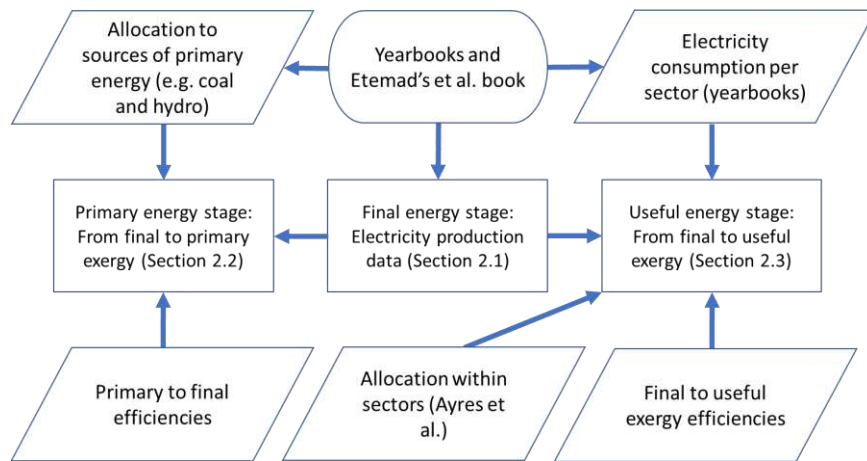 Allocation to
sources of primary
energy (e.g. coal
and hydro)
Yearbooks and
Etemad's et al. book
Electricity
consumption per
sector (yearbooks)
Primary energy stage:
From final to primary
exergy (Section 2.2)
Final energy stage:
Electricity production
data (Section 2.1)
Useful energy stage:
From final to useful
exergy (Section 2.3)
Primary to final
efficiencies
Allocation within
sectors (Ayres et
al.)
Final to useful
exergy efficiencies